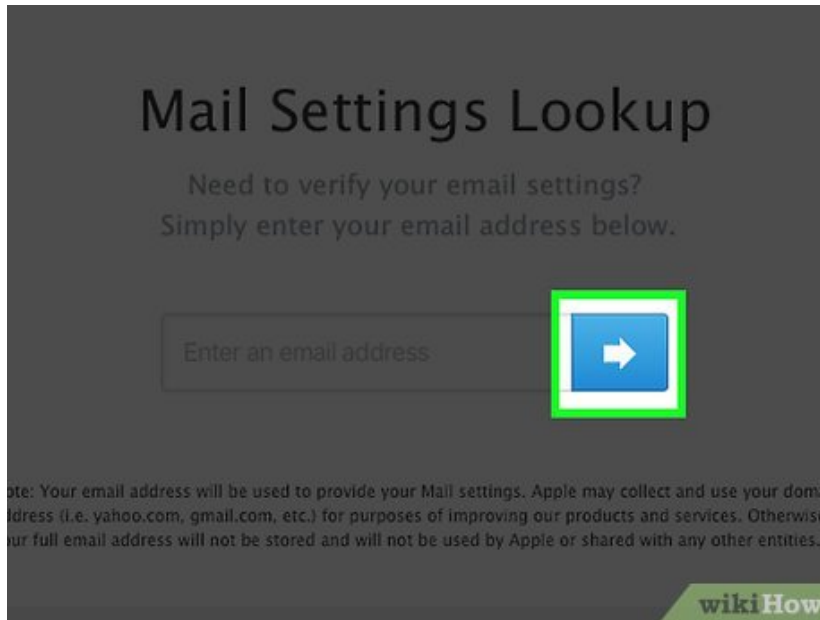 Mail Settings Lookup
Need to verify your email settings?
Simply enter your email address below.
Enter an email address
ote: Your email address will be used to provide your Mail settings. Apple may collect and use your doma
ddress (i.e. yahoo.com, gmail.com, etc.) for purposes of improving our products and services. Otherwise
our full email address will not be stored and will not be used by Apple or shared with any other entities.
wikiHow